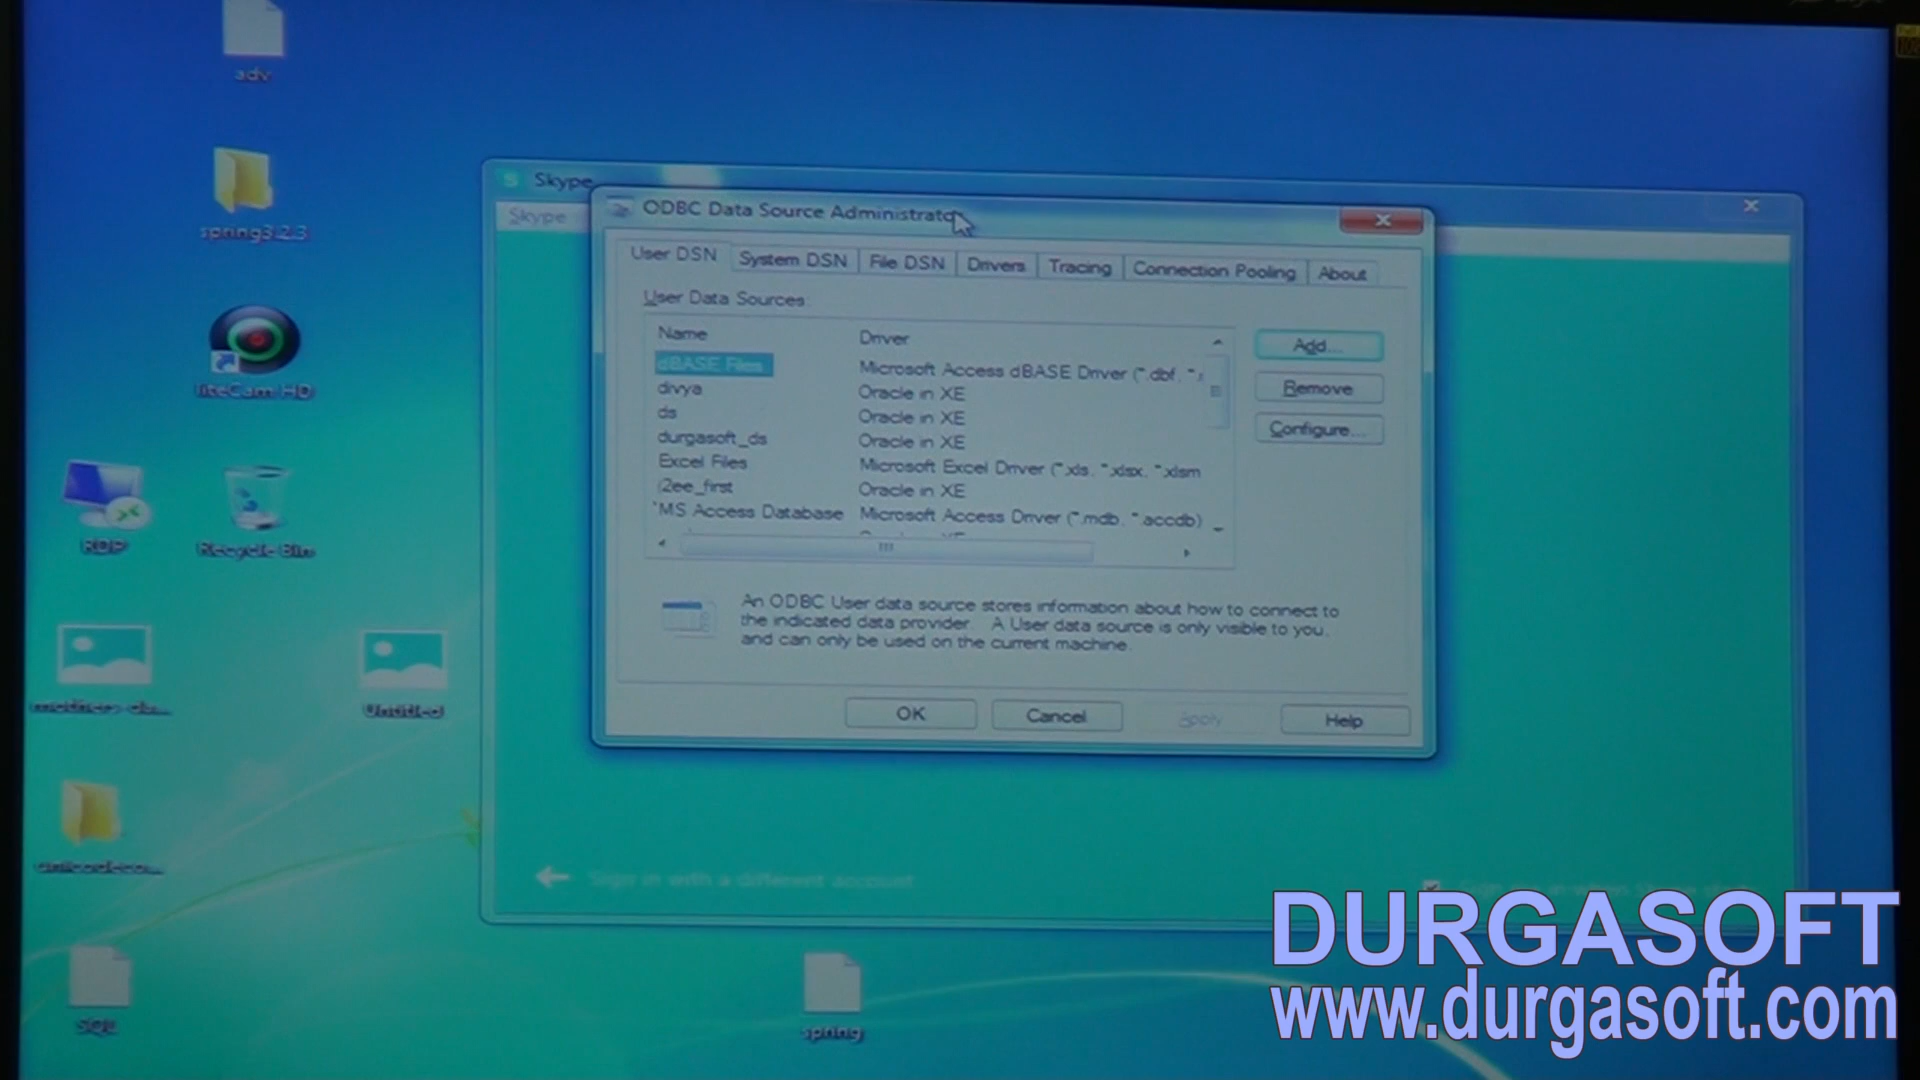 adv
spring3.2.3
liteCam HD
RDP
Recycle Bin
Untitled
SQL
spring
Skype
Skype
ODBC Data Source Administrator
User DSN
System DSN
File DSN
Drivers
Tracing
Connection Pooling
About
User Data Sources:
Name Driver
dBASE Files Microsoft Access dBASE Driver (*.dbf, *.
divya Oracle in XE
ds Oracle in XE
durgasoft_ds Oracle in XE
Excel Files Microsoft Excel Driver (*.xls, *.xlsx, *.xlsm
j2ee_first Oracle in XE
MS Access Database Microsoft Access Driver (*.mdb, *.accdb)
Add...
Remove
Configure...
An ODBC User data source stores information about how to connect to
the indicated data provider. A User data source is only visible to you,
and can only be used on the current machine.
OK
Cancel
Apply
Help
Sign in with a different account
DURGASOFT
www.durgasoft.com